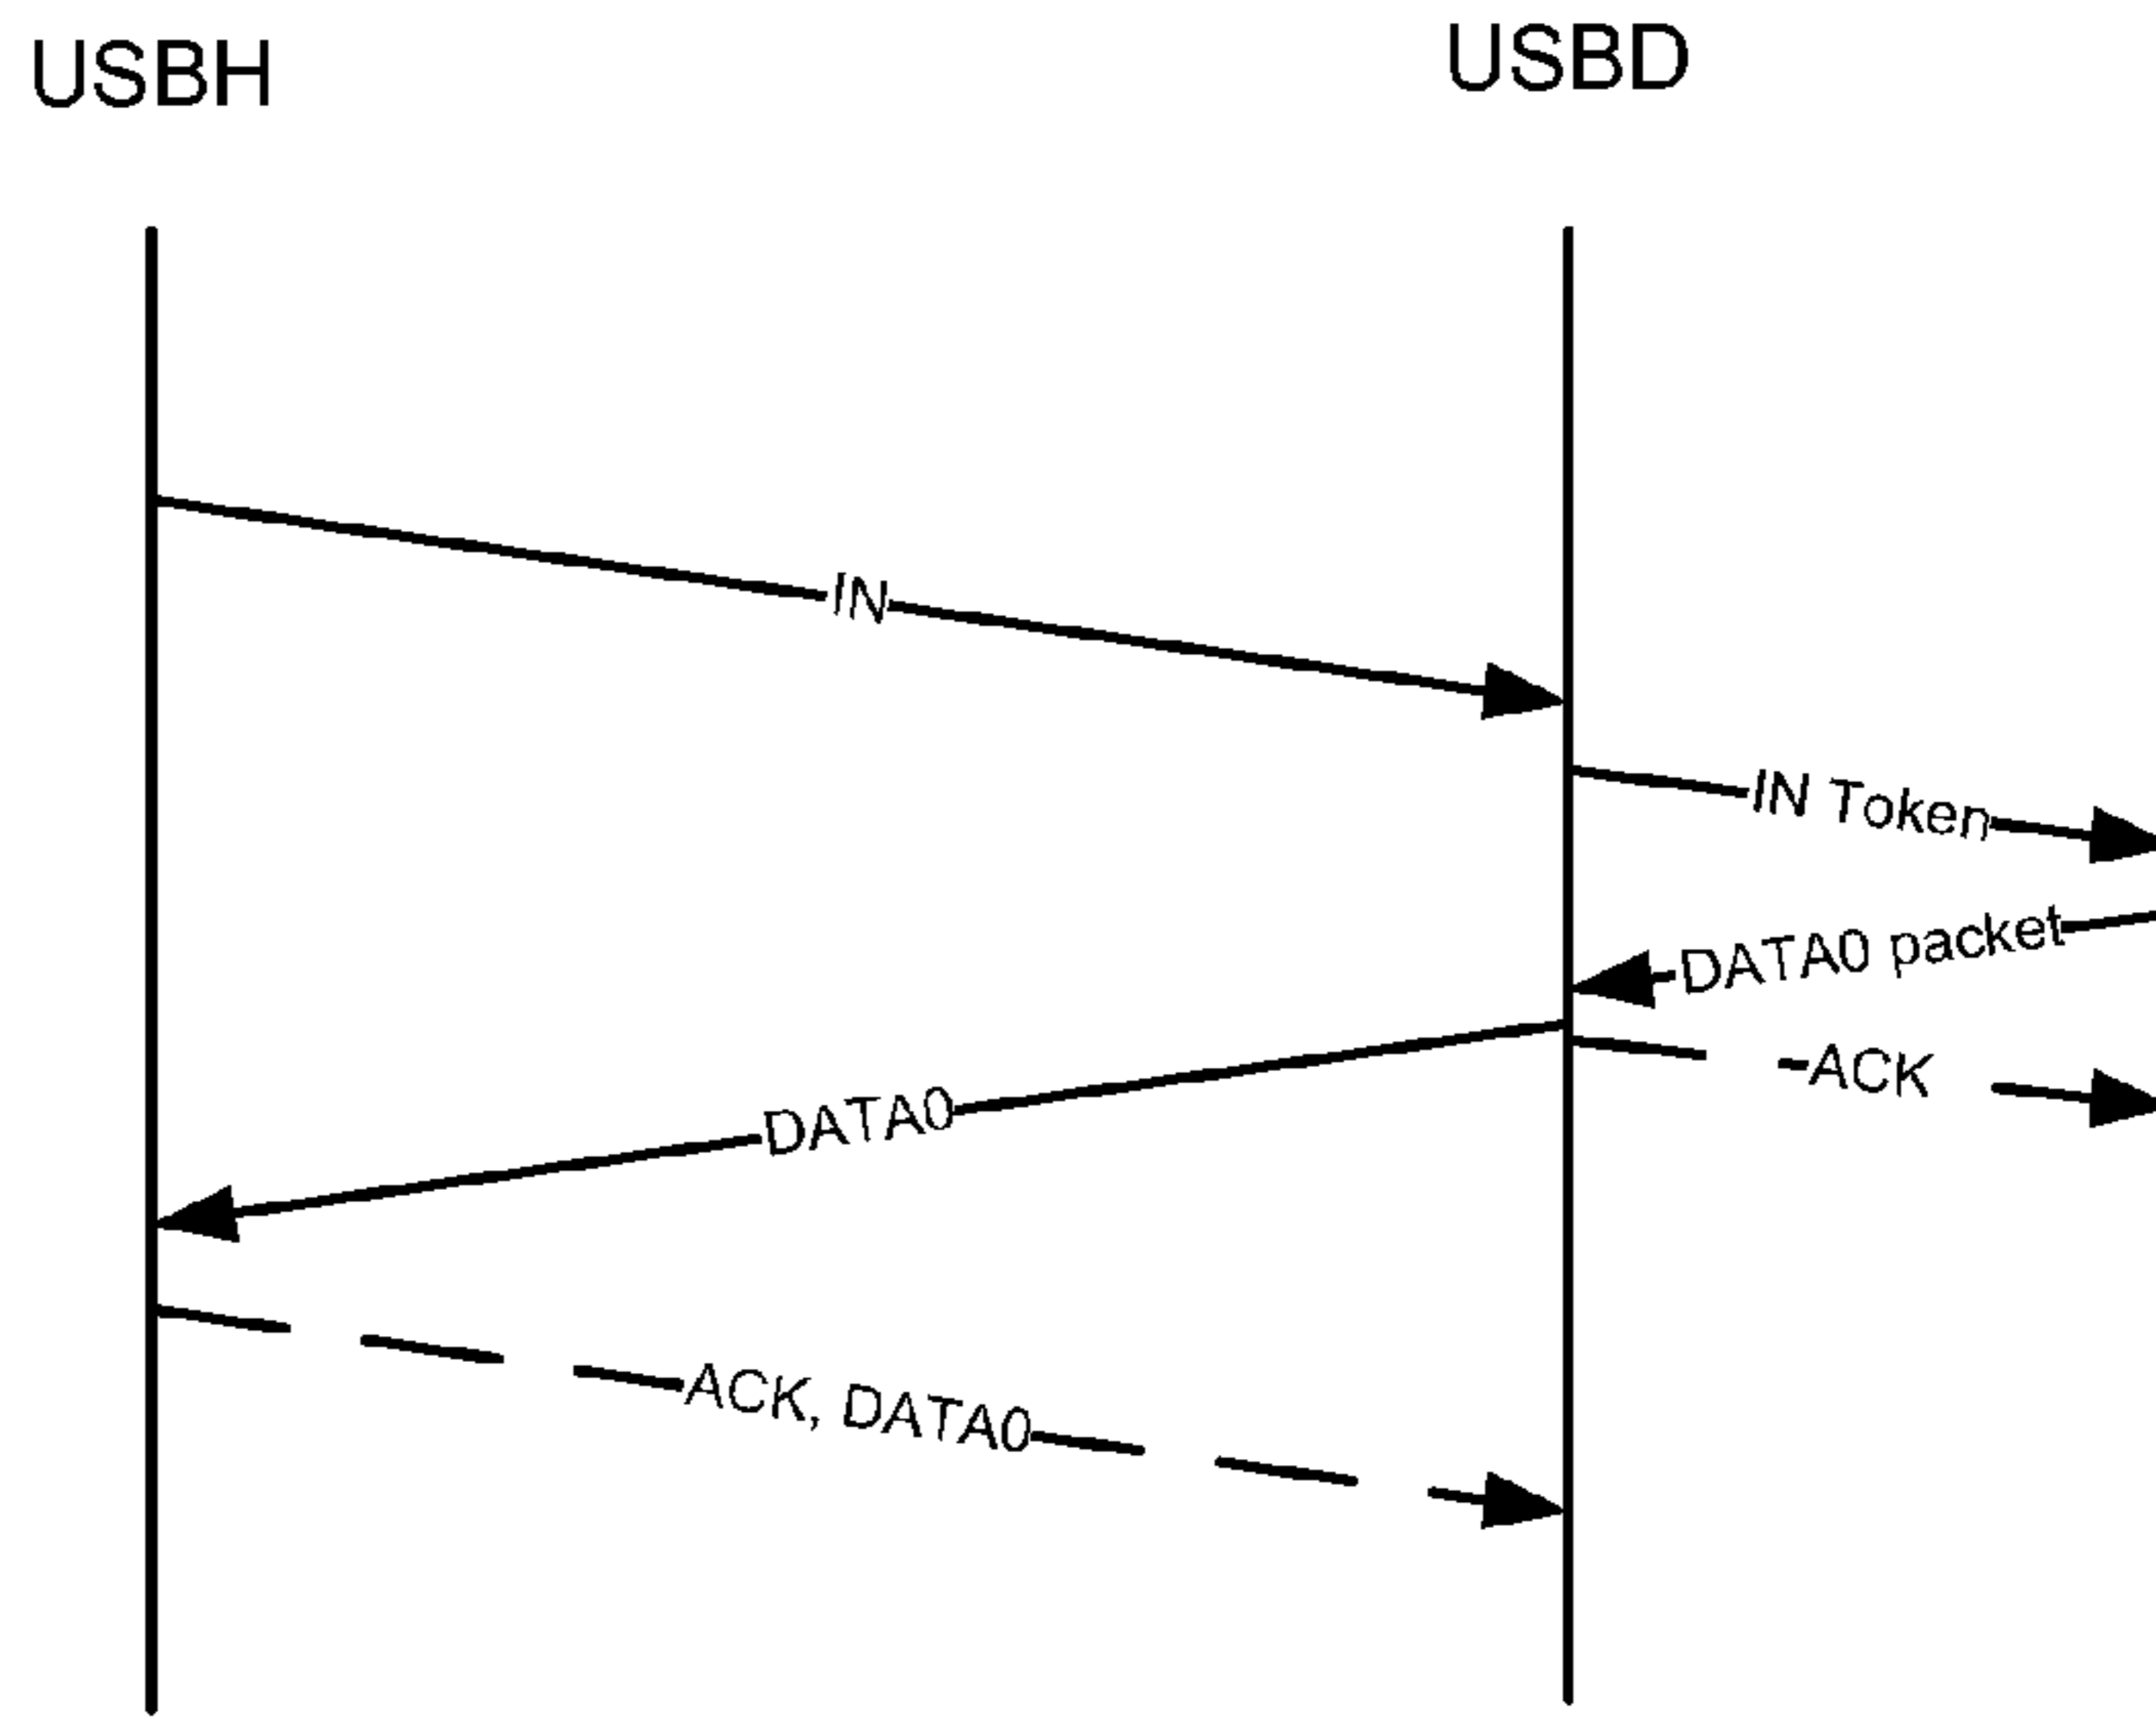 USBH
USBD
IN
IN Token
DATA0 packet
DATA0
ACK
ACK, DATA0